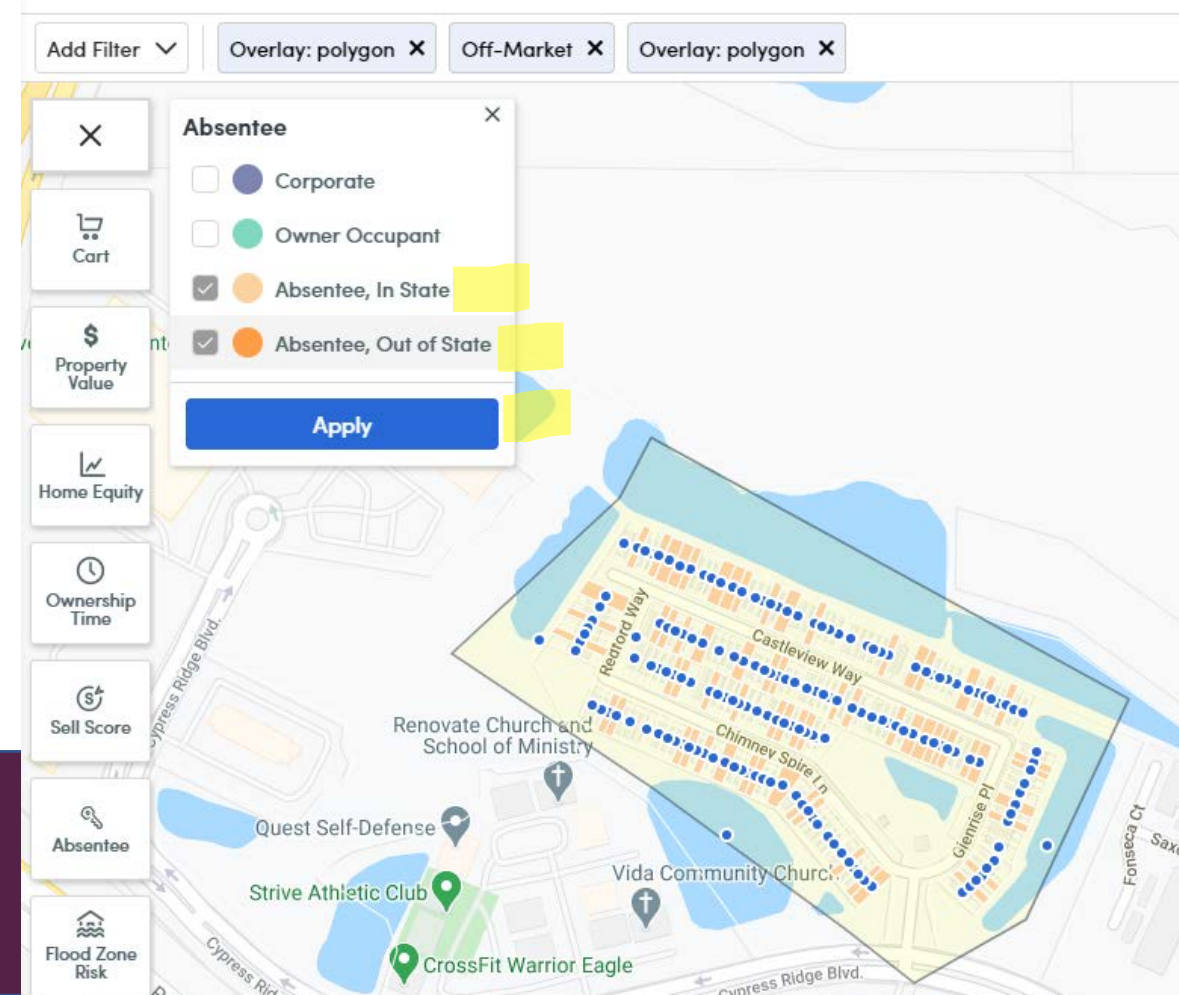 Add Filter
Overlay: polygon
Off-Market
Overlay: polygon
Absentee
Corporate
Owner Occupant
Absentee, In State
Absentee, Out of State
Apply
Cart
$
Property
Value
Home Equity
Ownership
Time
Sell Score
Absentee
Flood Zone
Risk
Cypress Ridge Blvd.
Redford Way
Castleview Way
Chimney Spire Ln
Glenrise Pl
Renovate Church and
School of Ministry
Quest Self-Defense
Vida Community Church
Strive Athletic Club
CrossFit Warrior Eagle
Cypress Ridge Blvd.
Fonseca Ct